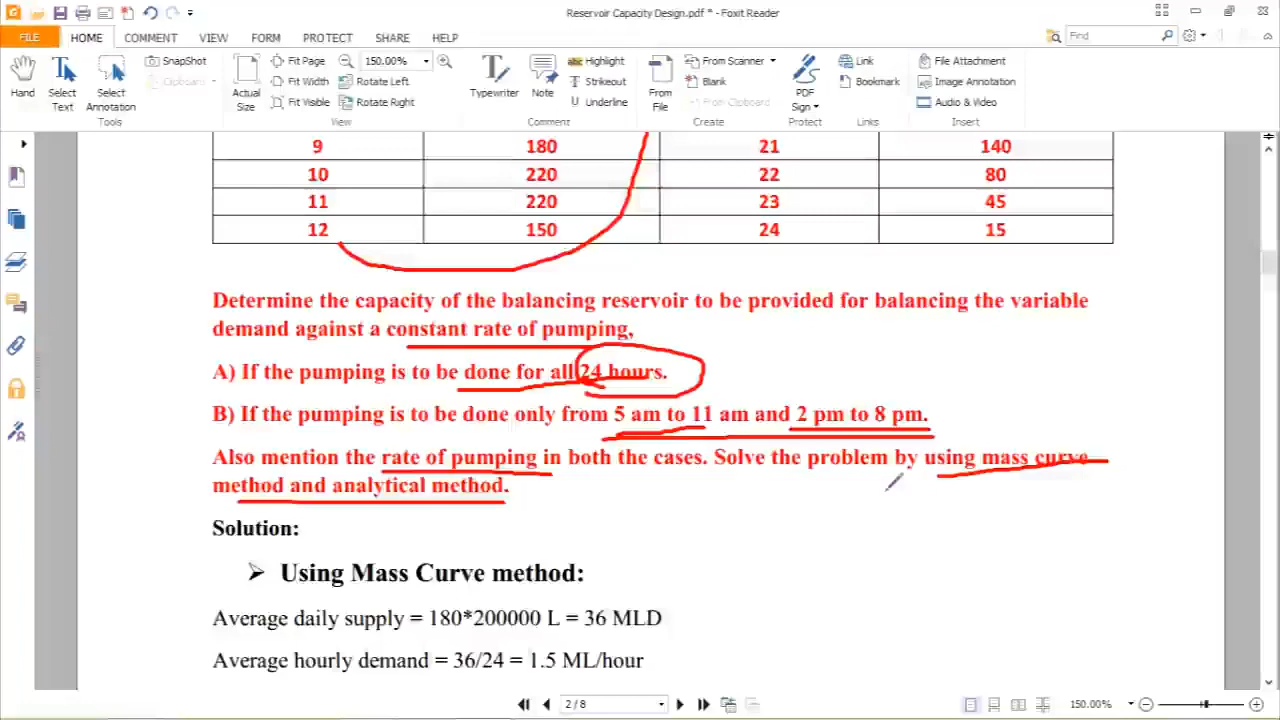 Reservoir Capacity Design.pdf * - Foxit Reader
FILE HOME COMMENT VIEW FORM PROTECT SHARE HELP
Find
Hand
Select Text
Select Annotation
SnapShot
Clipboard
Tools
Actual Size
Fit Page
Fit Width
Fit Visible
150.00%
Rotate Left
Rotate Right
View
Typewriter
Note
Highlight
Strikeout
Underline
Comment
From File
From Scanner
Blank
From Clipboard
Create
PDF Sign
Protect
Link
Bookmark
Links
File Attachment
Image Annotation
Audio & Video
Insert
9 180 21 140
10 220 22 80
11 220 23 45
12 150 24 15
Determine the capacity of the balancing reservoir to be provided for balancing the variable
demand against a constant rate of pumping,
A) If the pumping is to be done for all 24 hours.
B) If the pumping is to be done only from 5 am to 11 am and 2 pm to 8 pm.
Also mention the rate of pumping in both the cases. Solve the problem by using mass curve
method and analytical method.
Solution:
➢ Using Mass Curve method:
Average daily supply = 180*200000 L = 36 MLD
Average hourly demand = 36/24 = 1.5 ML/hour
2 / 8
150.00%